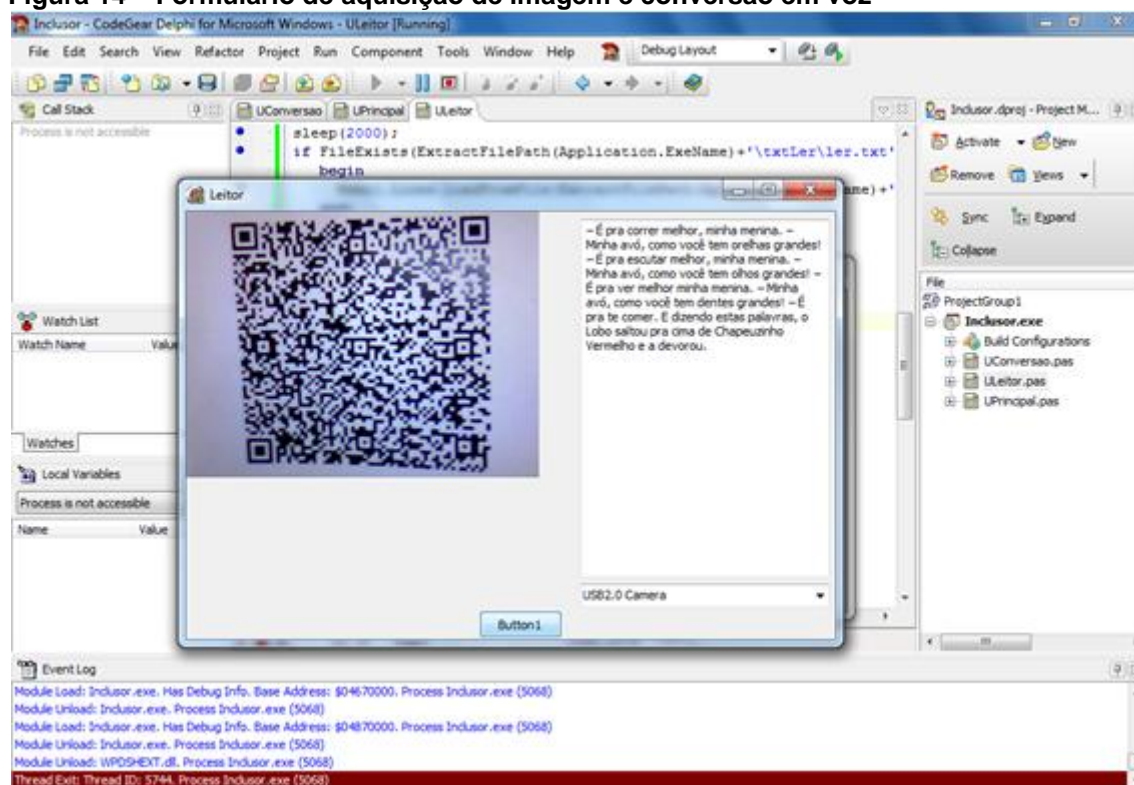 Figura 14 – Formulário de aquisição de imagem e conversão em voz
Inclusor - CodeGear Delphi for Microsoft Windows - ULeitor [Running]
File Edit Search View Refactor Project Run Component Tools Window Help Debug Layout
Call Stack
Process is not accessible
UConversao UPrincipal ULeitor
sleep(2000);
if FileExists(ExtractFilePath(Application.ExeName)+'\txtLer\ler.txt'
begin
ame)+'
Leitor
– É pra correr melhor, minha menina. –
Minha avó, como você tem orelhas grandes!
– É pra escutar melhor, minha menina. –
Minha avó, como você tem olhos grandes! –
É pra ver melhor minha menina. – Minha
avó, como você tem dentes grandes! – É
pra te comer. E dizendo estas palavras, o
Lobo saltou pra cima de Chapeuzinho
Vermelho e a devorou.
USB2.0 Camera
Button1
Watch List
Watch Name Value
Watches
Local Variables
Process is not accessible
Name Value
Inclusor.dproj - Project M...
Activate New
Remove Views
Sync Expand
Collapse
File
ProjectGroup1
Inclusor.exe
Build Configurations
UConversao.pas
ULeitor.pas
UPrincipal.pas
Event Log
Module Load: Inclusor.exe. Has Debug Info. Base Address: $04670000. Process Inclusor.exe (5068)
Module Unload: Inclusor.exe. Process Inclusor.exe (5068)
Module Load: Inclusor.exe. Has Debug Info. Base Address: $04870000. Process Inclusor.exe (5068)
Module Unload: Inclusor.exe. Process Inclusor.exe (5068)
Module Unload: WPDSHEXT.dll. Process Inclusor.exe (5068)
Thread Exit: Thread ID: 5744. Process Inclusor.exe (5068)